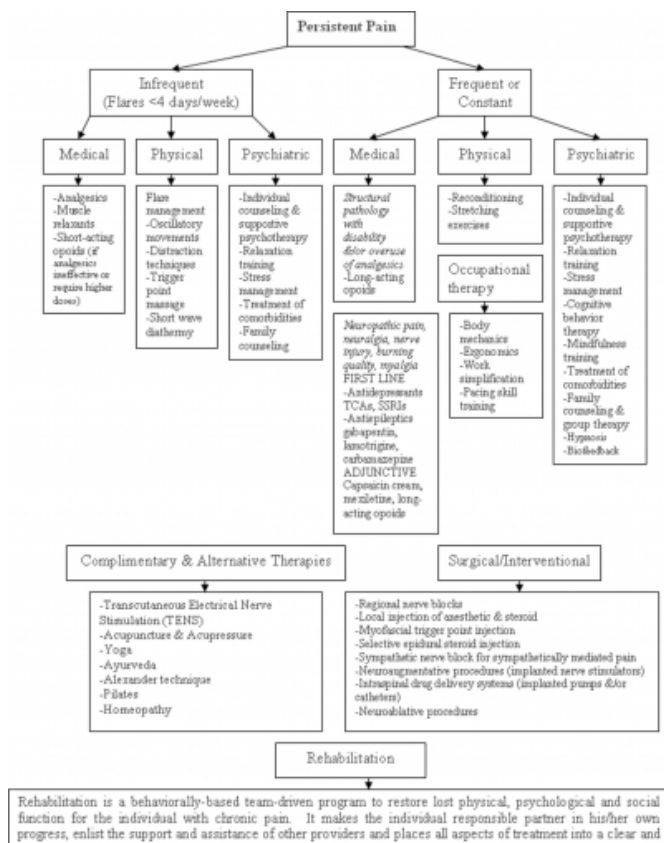 Persistent Pain
Infrequent
(Flares <4 days/week)
Frequent or
Constant
Medical
Physical
Psychiatric
Medical
Physical
Psychiatric
-Analgesics
-Muscle
relaxants
-Short-acting
opoids (if
analgesics
ineffective or
require higher
doses)
Flare
management
-Oscillatory
movements
-Distraction
techniques
-Trigger
point
massage
-Short wave
diathermy
-Individual
counseling &
supportive
psychotherapy
-Relaxation
training
-Stress
management
-Treatment of
comorbidities
-Family
counseling
Structural
pathology
with
disability
&/or overuse
of analgesics
-Long-acting
opioids
-Reconditioning
-Stretching
exercises
Occupational
therapy
-Body
mechanics
-Ergonomics
-Work
simplification
-Pacing skill
training
-Individual
counseling &
supportive
psychotherapy
-Relaxation
training
-Stress
management
-Cognitive
behavior
therapy
-Mindfulness
training
-Treatment of
comorbidities
-Family
counseling &
group therapy
-Hypnosis
-Biofeedback
Neuropathic pain,
neuralgia, nerve
injury, burning
quality, myalgia
FIRST LINE
-Antidepressants
TCAs, SSRIs
-Antiepileptics
gabapentin,
lamotrigine,
carbamazepine
ADJUNCTIVE
Capsaicin cream,
mexiletine, long-
acting opoids
Complimentary & Alternative Therapies
-Transcutaneous Electrical Nerve
Stimulation (TENS)
-Acupuncture & Acupressure
-Yoga
-Ayurveda
-Alexander technique
-Pilates
-Homeopathy
Surgical/Interventional
-Regional nerve blocks
-Local injection of anesthetic & steroid
-Myofascial trigger point injection
-Selective epidural steroid injection
-Sympathetic nerve block for sympathetically mediated pain
-Neuroaugmentative procedures (implanted nerve stimulators)
-Intraspinal drug delivery systems (implanted pumps &/or
catheters)
-Neuroablative procedures
Rehabilitation
Rehabilitation is a behaviorally-based team-driven program to restore lost physical, psychological and social
function for the individual with chronic pain. It makes the individual responsible partner in his/her own
progress, enlist the support and assistance of other providers and places all aspects of treatment into a clear and